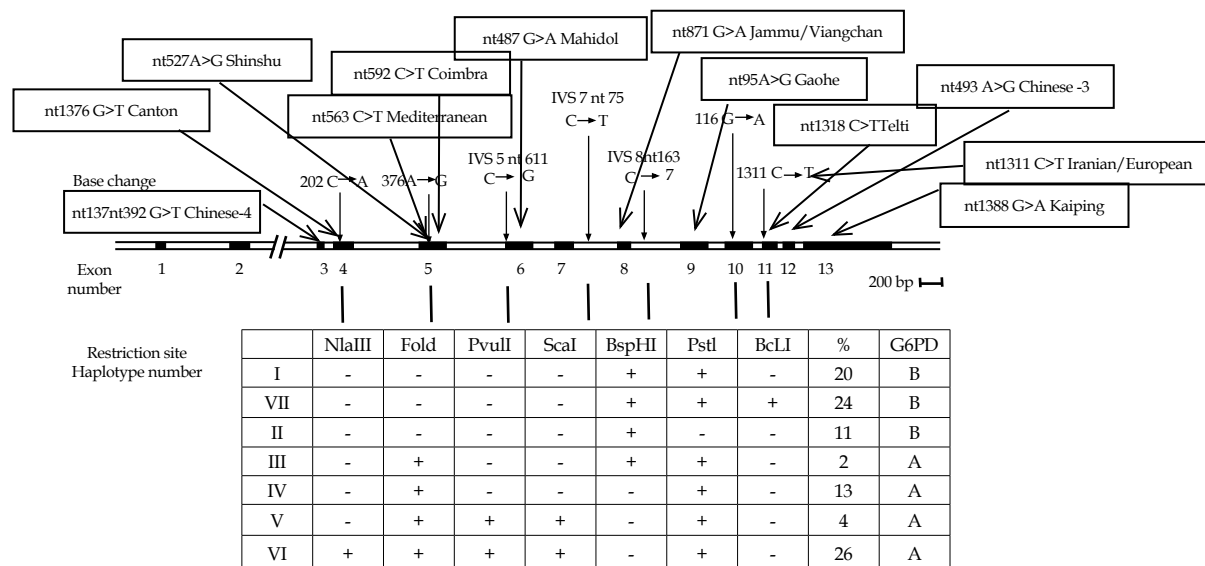 nt487 G>A Mahidol
nt871 G>A Jammu/Viangchan
nt527A>G Shinshu
nt592 C>T Coimbra
nt95A>G Gaohe
nt493 A>G Chinese -3
nt1376 G>T Canton
nt563 C>T Mediterranean
IVS 7 nt 75
C→T
116 G→A
nt1318 C>TTelti
IVS 5 nt 611
C→G
IVS 8nt163
C→7
nt1311 C>T Iranian/European
202 C→A
376A→G
1311 C→T
Base change
nt137nt392 G>T Chinese-4
nt1388 G>A Kaiping
Exon number
1 2 3 4 5 6 7 8 9 10 11 12 13
200 bp
Restriction site
Haplotype number
NlaIII Fold PvulI ScaI BspHI Pstl BcLI % G6PD
I - - - - + + - 20 B
VII - - - - + + + 24 B
II - - - - + - - 11 B
III - + - - + + - 2 A
IV - + - - - + - 13 A
V - + + + - + - 4 A
VI + + + + - + - 26 A